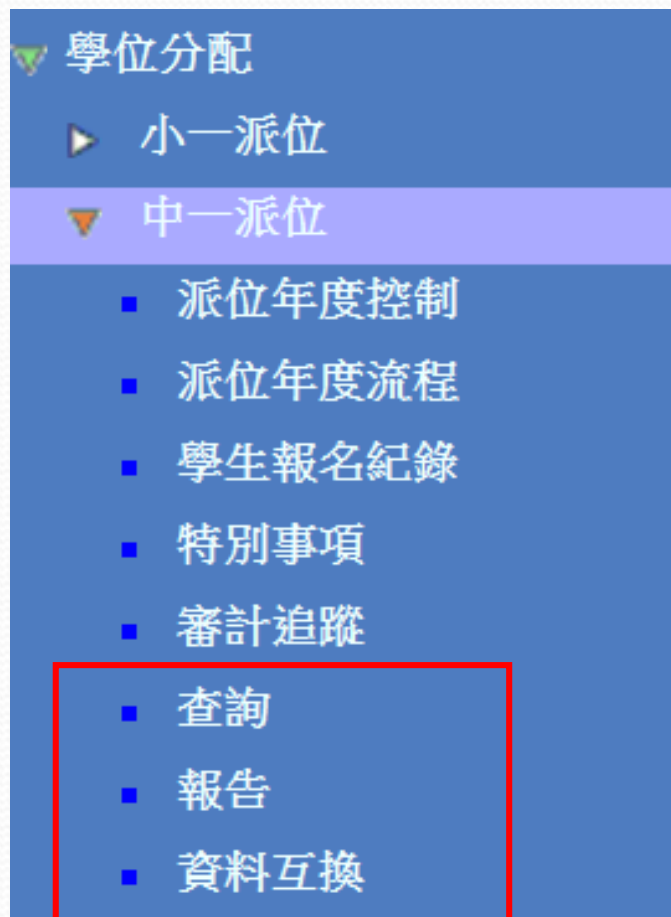 學位分配
小一派位
中一派位
派位年度控制
派位年度流程
學生報名紀錄
特別事項
審計追蹤
查詢
報告
資料互換